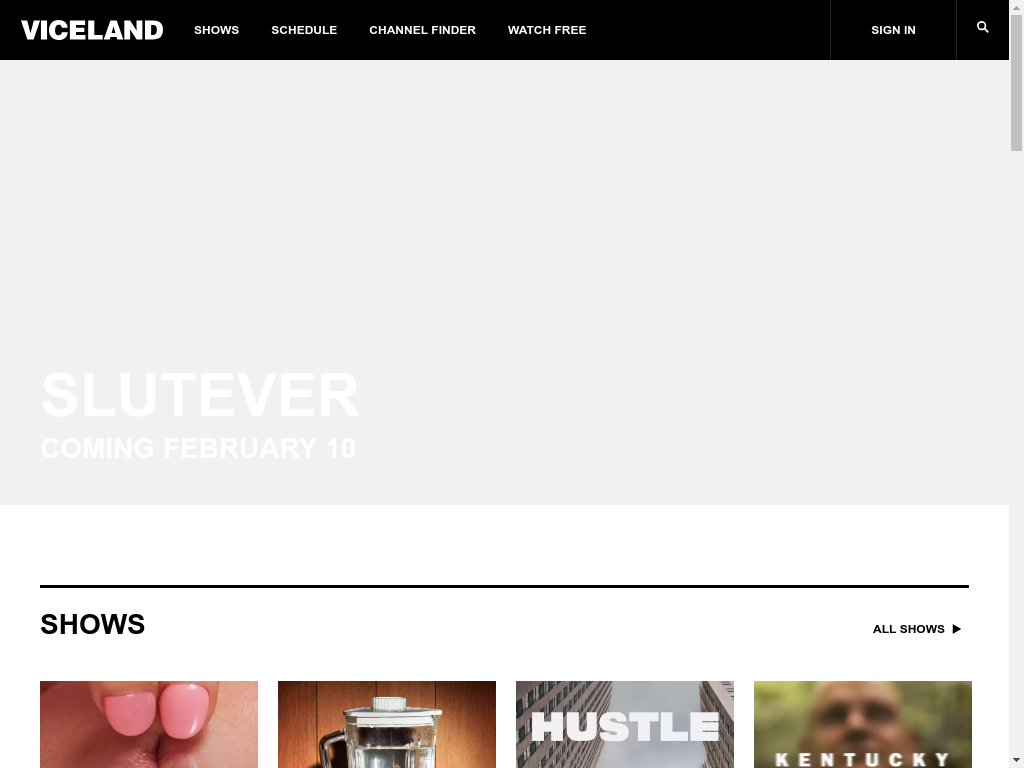 VICELAND SHOWS SCHEDULE CHANNEL FINDER WATCH FREE SIGN IN
SLUTEVER
COMING FEBRUARY 10
SHOWS
ALL SHOWS
HUSTLE
KENTUCKY